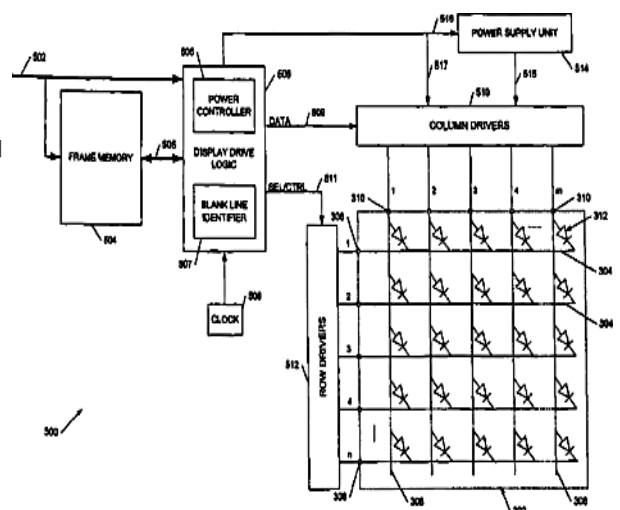 516
502
POWER SUPPLY UNIT
506
508
517
515
514
POWER
CONTROLLER
510
DATA
509
COLUMN DRIVERS
FRAME MEMORY
505
DISPLAY DRIVE
LOGIC
511
SEL/CTRL
1 2 3 4 m
310
310
BLANK LINE
IDENTIFIER
306
312
504
507
1
304
2
304
CLOCK
ROW DRIVERS
512
3
4
500
n
308
308